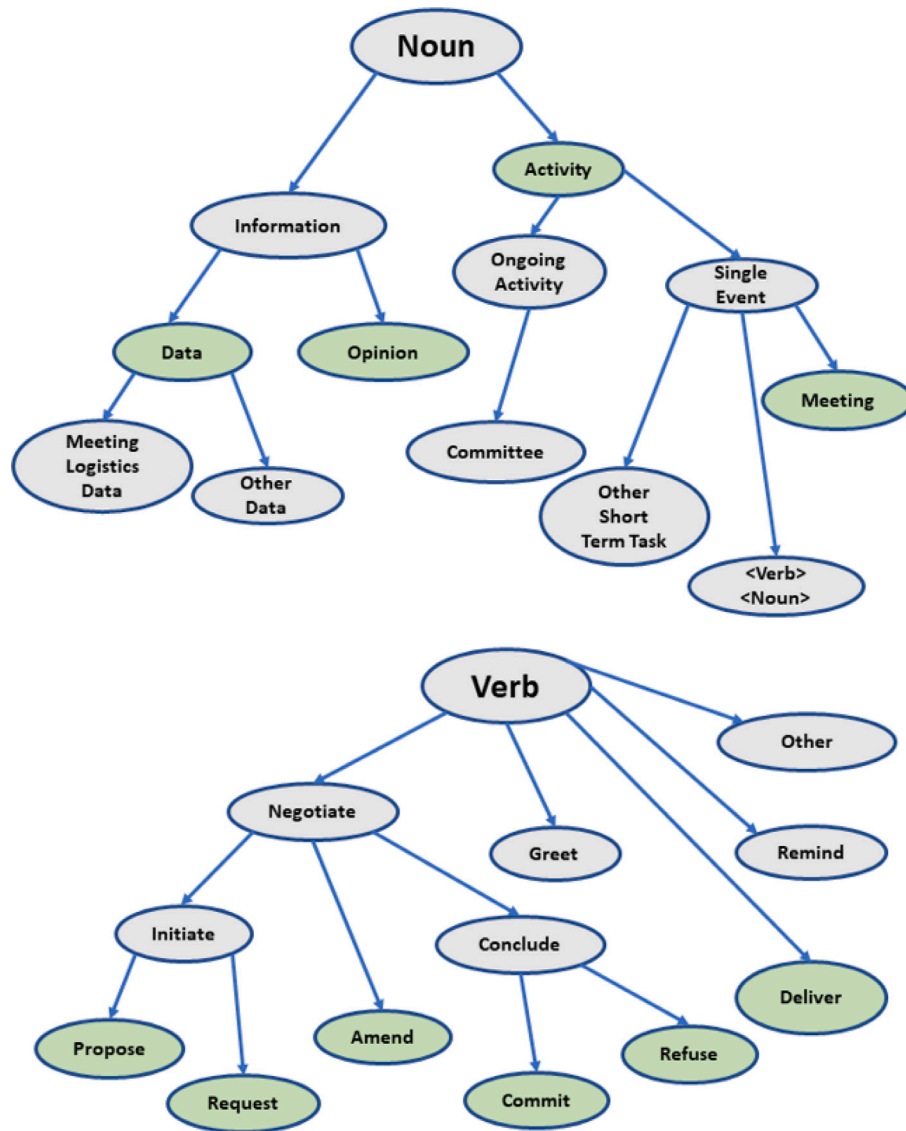 Noun
Activity
Information
Ongoing
Activity
Single
Event
Data
Opinion
Meeting
Meeting
Logistics
Data
Other
Data
Committee
Other
Short
Term Task
<Verb>
<Noun>
Verb
Other
Negotiate
Greet
Remind
Initiate
Conclude
Deliver
Propose
Amend
Refuse
Request
Commit